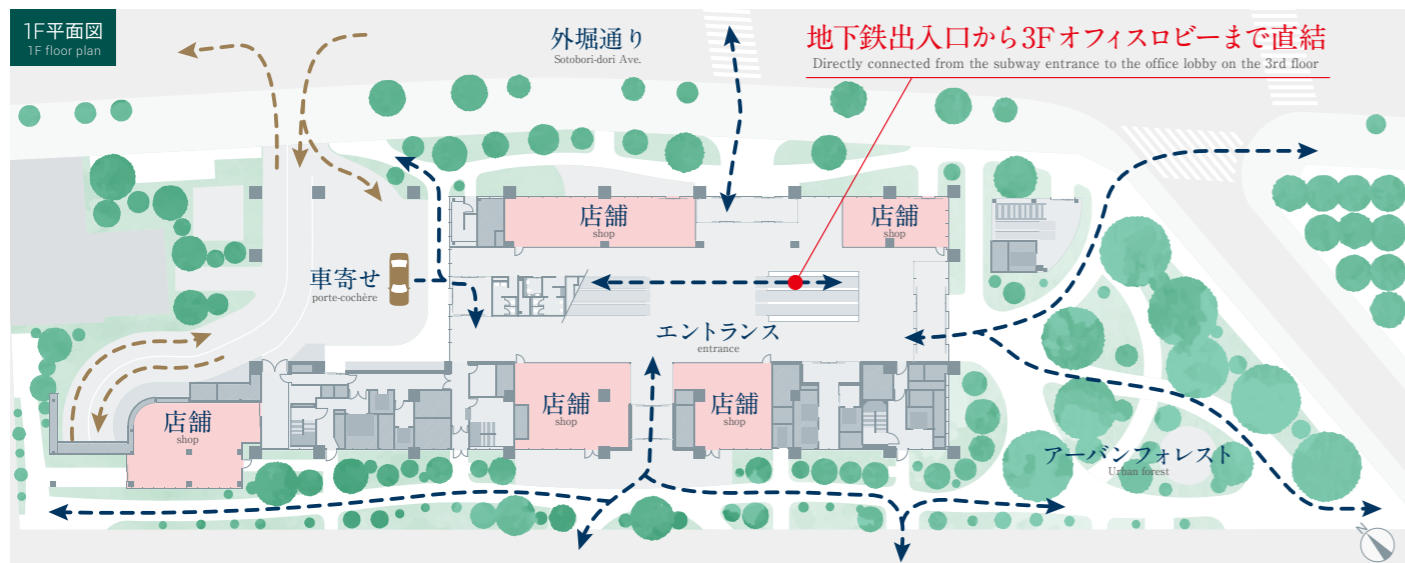 1F平面図
1F floor plan
外堀通り
Sotobori-dori Ave.
地下鉄出入口から3Fオフィスロビーまで直結
Directly connected from the subway entrance to the office lobby on the 3rd floor
店舗
shop
店舗
shop
車寄せ
porte-cochère
エントランス
entrance
店舗
shop
店舗
shop
店舗
shop
アーバンフォレスト
Urban forest
N